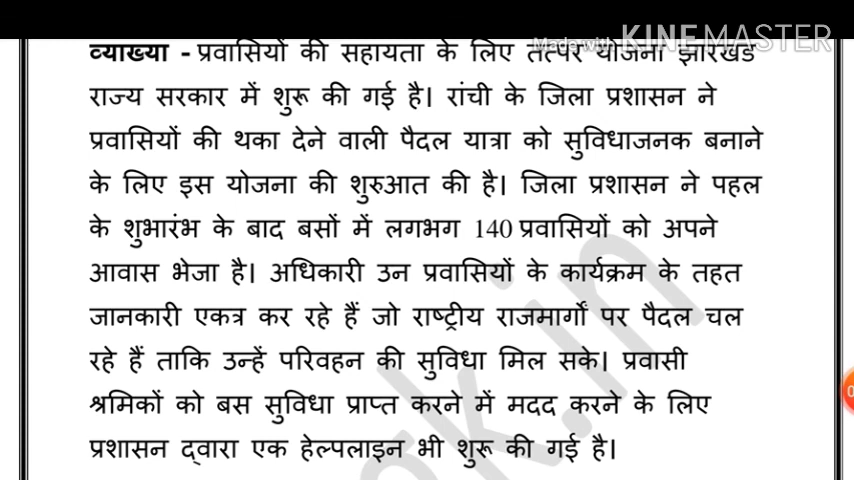 Made with KINEMASTER
व्याख्या - प्रवासियों की सहायता के लिए तत्पर योजना झारखंड
राज्य सरकार में शुरू की गई है। रांची के जिला प्रशासन ने
प्रवासियों की थका देने वाली पैदल यात्रा को सुविधाजनक बनाने
के लिए इस योजना की शुरुआत की है। जिला प्रशासन ने पहल
के शुभारंभ के बाद बसों में लगभग 140 प्रवासियों को अपने
आवास भेजा है। अधिकारी उन प्रवासियों के कार्यक्रम के तहत
जानकारी एकत्र कर रहे हैं जो राष्ट्रीय राजमार्गों पर पैदल चल
रहे हैं ताकि उन्हें परिवहन की सुविधा मिल सके। प्रवासी
श्रमिकों को बस सुविधा प्राप्त करने में मदद करने के लिए
प्रशासन द्वारा एक हेल्पलाइन भी शुरू की गई है।